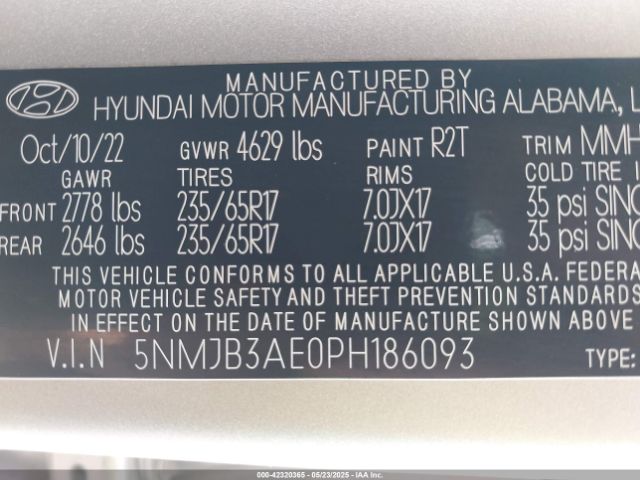 MANUFACTURED BY
HYUNDAI MOTOR MANUFACTURING ALABAMA,
Oct/10/22 GVWR 4629 lbs PAINT R2T TRIM MMH
GAWR TIRES RIMS COLD TIRE
FRONT 2778 lbs 235/65R17 7.0JX17 35 psi
REAR 2646 lbs 235/65R17 7.0JX17 35 psi
THIS VEHICLE CONFORMS TO ALL APPLICABLE U.S.A. FEDERA
MOTOR VEHICLE SAFETY AND THEFT PREVENTION STANDARDS
IN EFFECT ON THE DATE OF MANUFACTURE SHOWN ABOVE
V.I.N 5NMJB3AE0PH186093 TYPE:
000-42320365 - 05/23/2025 - IAA Inc.